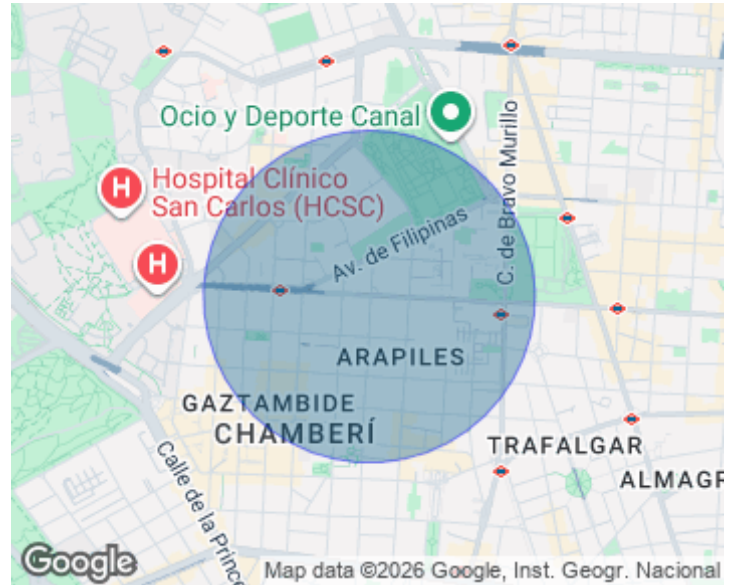 Ocio y Deporte Canal
H
Hospital Clínico
San Carlos (HCSC)
H
Av. de Filipinas
C. de Bravo Murillo
ARAPILES
GAZTAMBIDE
CHAMBERÍ
TRAFALGAR
ALMAGR
Calle de la Prince
Google
Map data ©2026 Google, Inst. Geogr. Nacional